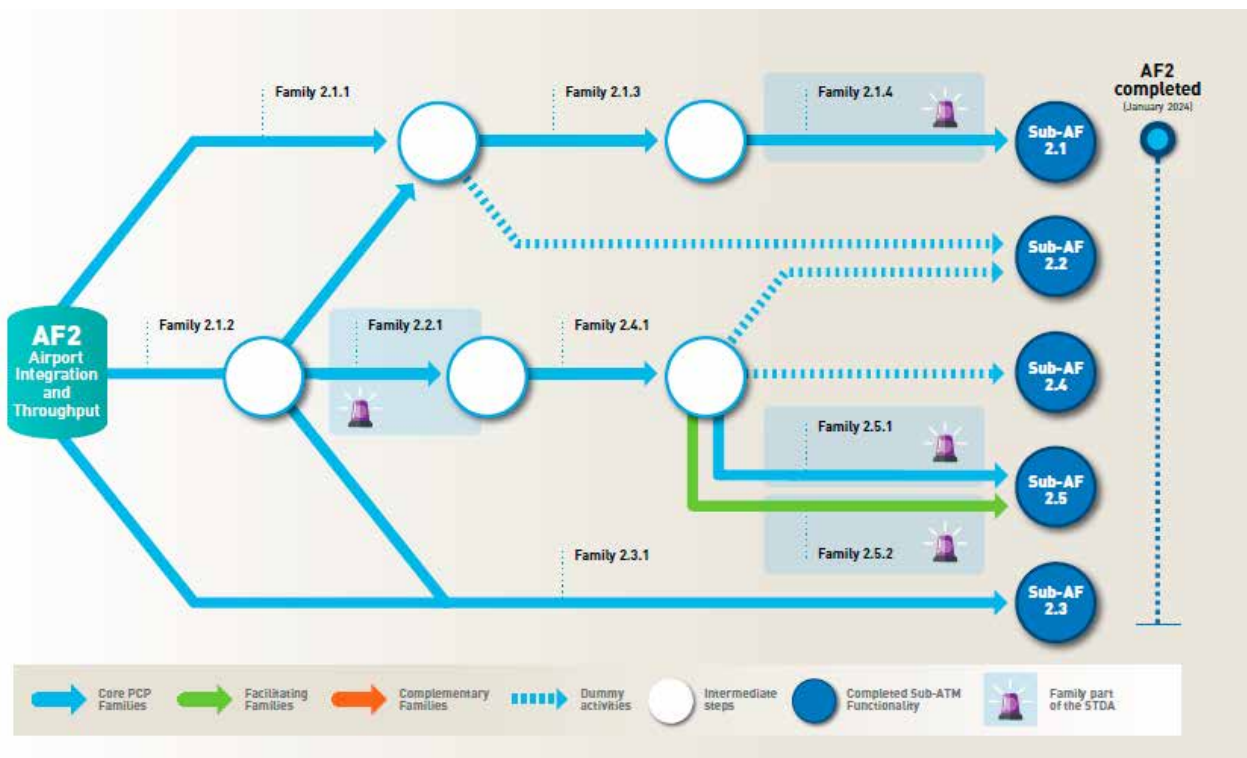 AF2
completed
(January 2024)
Family 2.1.1
Family 2.1.3
Family 2.1.4
Sub-AF
2.1
Sub-AF
2.2
Family 2.1.2
Family 2.2.1
Family 2.4.1
AF2
Airport
Integration
and
Throughput
Sub-AF
2.4
Family 2.5.1
Sub-AF
2.5
Family 2.5.2
Family 2.3.1
Sub-AF
2.3
Core PCP
Families
Facilitating
Families
Complementary
Families
Dummy
activities
Intermediate
steps
Completed Sub-ATM
Functionality
Family part
of the STDA